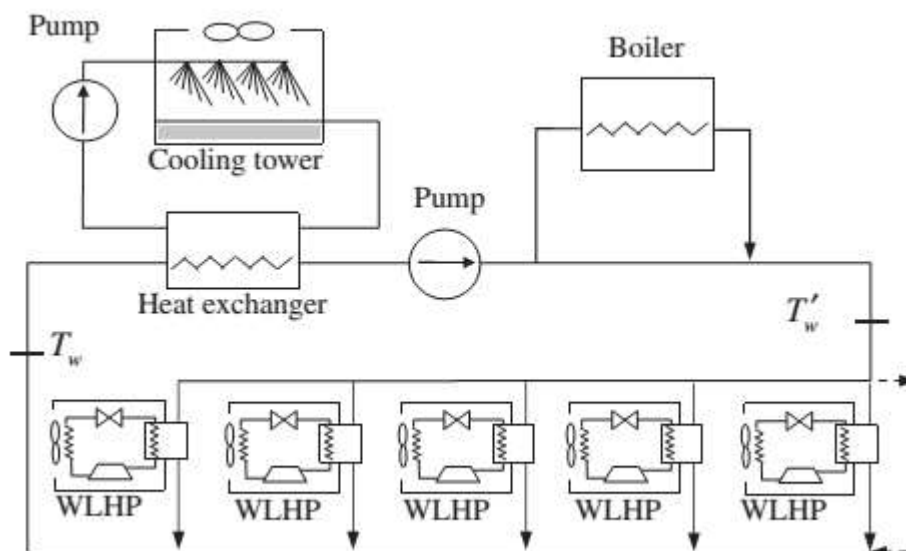 Pump
Boiler
Cooling tower
Pump
Heat exchanger
T_w
T'_w
WLHP
WLHP
WLHP
WLHP
WLHP